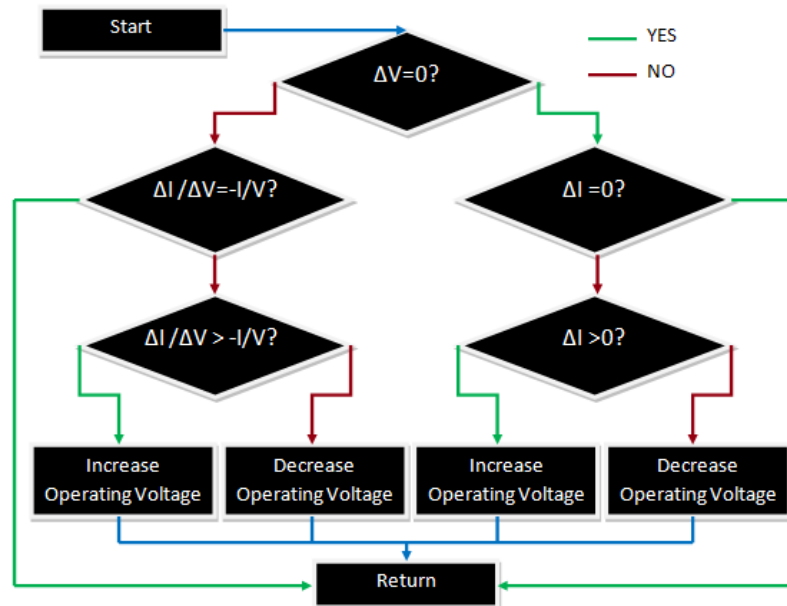 Start
YES
NO
ΔV=0?
ΔI /ΔV=-I/V?
ΔI =0?
ΔI /ΔV > -I/V?
ΔI >0?
Increase
Operating Voltage
Decrease
Operating Voltage
Increase
Operating Voltage
Decrease
Operating Voltage
Return